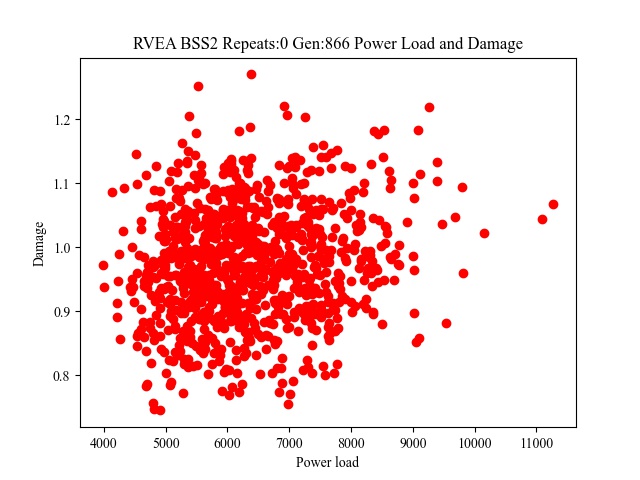 RVEA BSS2 Repeats:0 Gen:866 Power Load and Damage
1.2
1.1
1.0
0.9
0.8
Damage
4000 5000 6000 7000 8000 9000 10000 11000
Power load